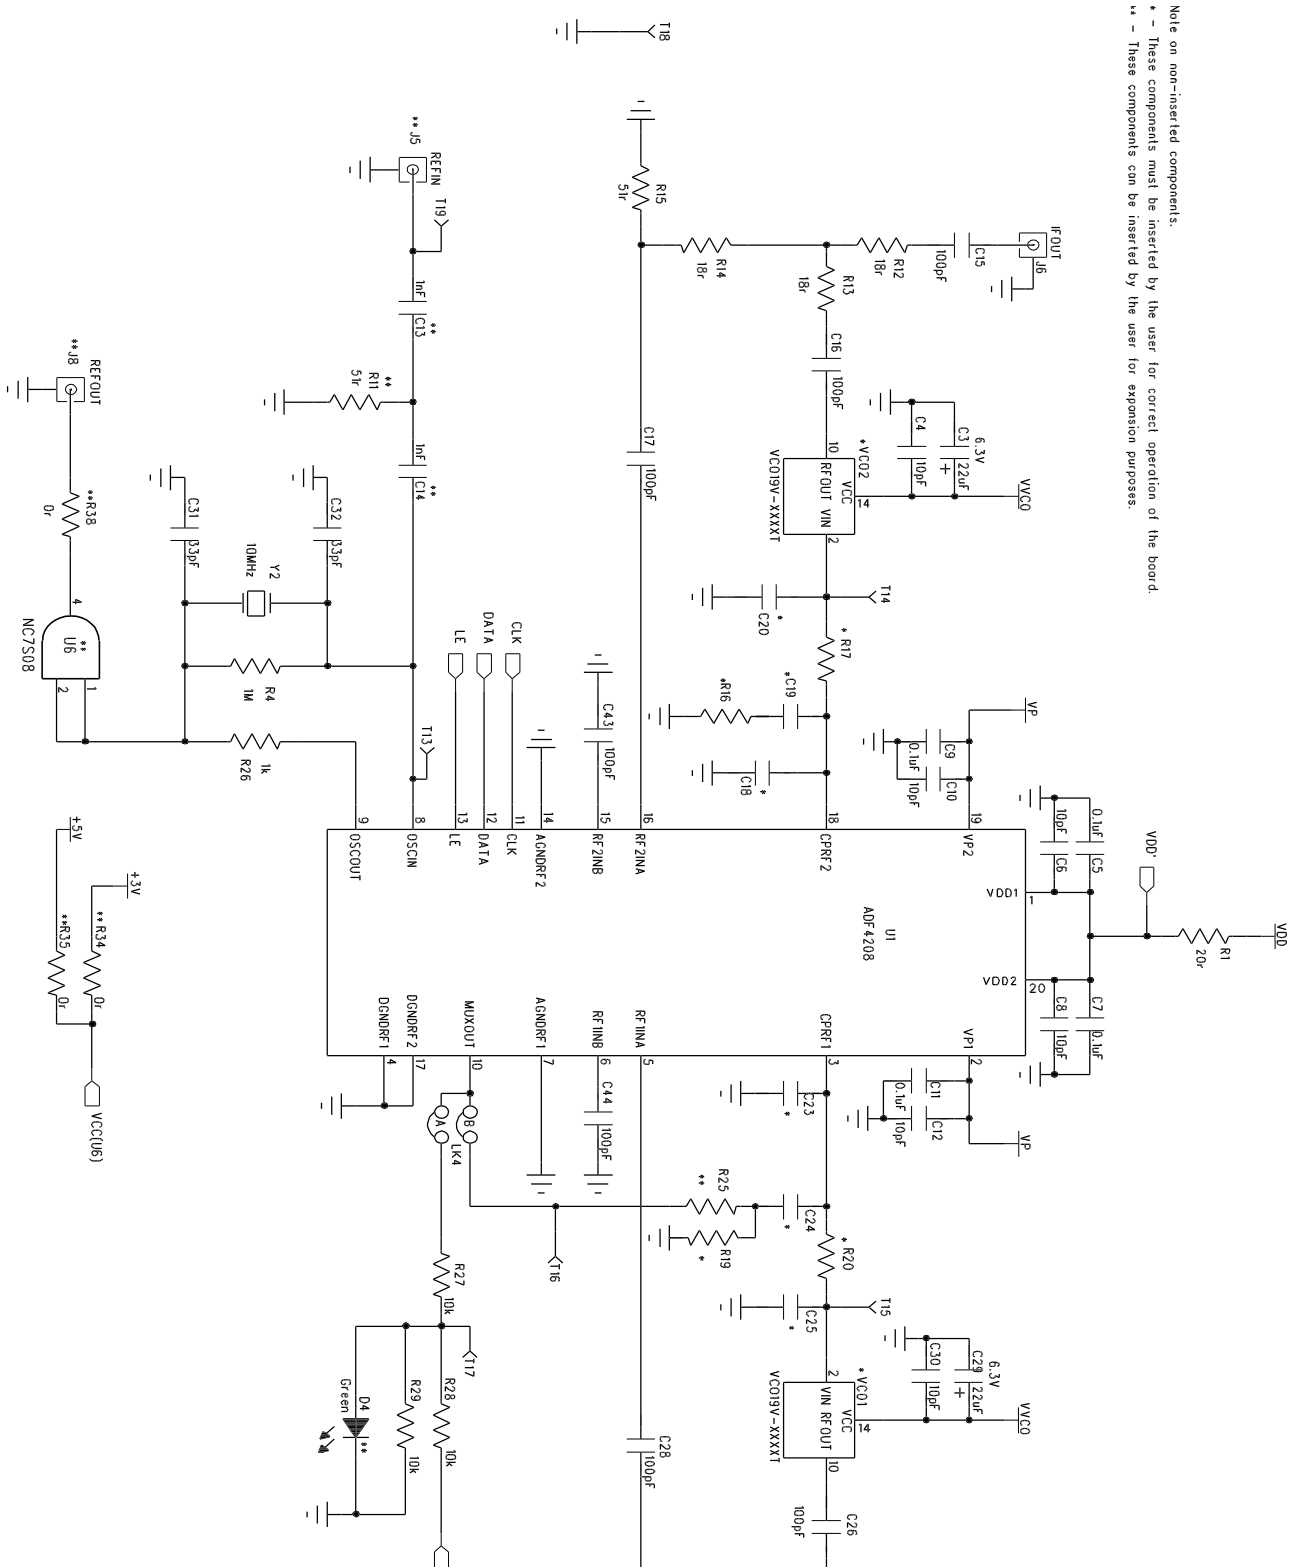 Note on non-inserted components.
* - These components must be inserted by the user for correct operation of the board.
** - These components can be inserted by the user for expansion purposes.
T18
IFOUT
J6
C15
100pF
R12
18r
R13
18r
R14
18r
R15
51r
C16
100pF
C17
100pF
*VCO2
VCO19V-XXXXT
10
RFOUT VIN
VCC
14
2
C4
10pF
C3
6.3V
22uF
+
VVCO
T14
C20
*
* R17
*C19
*R16
C18
*
VP
C9
0.1uF
C10
10pF
VDD
R1
20r
VDD'
0.1uF
C5
10pF
C6
C7
0.1uF
C8
10pF
VP
C11
0.1uF
C12
10pF
C23
*
C24
*
R25
**
R19
*
* R20
T15
C25
*
*VCO1
VCO19V-XXXXT
2
VIN RFOUT
VCC
14
10
C30
10pF
C29
6.3V
22uF
+
VVCO
C26
100pF
C28
100pF
** J5
REFIN
T19
1nF
C13
**
R11
**
51r
1nF
C14
**
**J8
REFOUT
**R38
0r
4
U6
**
NC7S08
1
2
C31
33pF
C32
33pF
Y2
10MHz
R4
1M
R26
1k
T13
LE
DATA
CLK
C43
100pF
U1
ADF4208
19
VP2
18
CPRF2
16
RF2INA
15
RF2INB
14
AGNDRF2
11
CLK
12
DATA
13
LE
8
OSCIN
9
OSCOUT
VDD1
1
VDD2
20
VP1
2
CPRF1
3
RF1INA
5
RF1INB
6
AGNDRF1
7
MUXOUT
10
DGNDRF2
17
DGNDRF1
4
C44
100pF
B
A
LK4
T16
R27
10k
T17
R28
10k
R29
10k
D4
Green
**
+5V
+3V
**R34
0r
**R35
0r
VCC(U6)